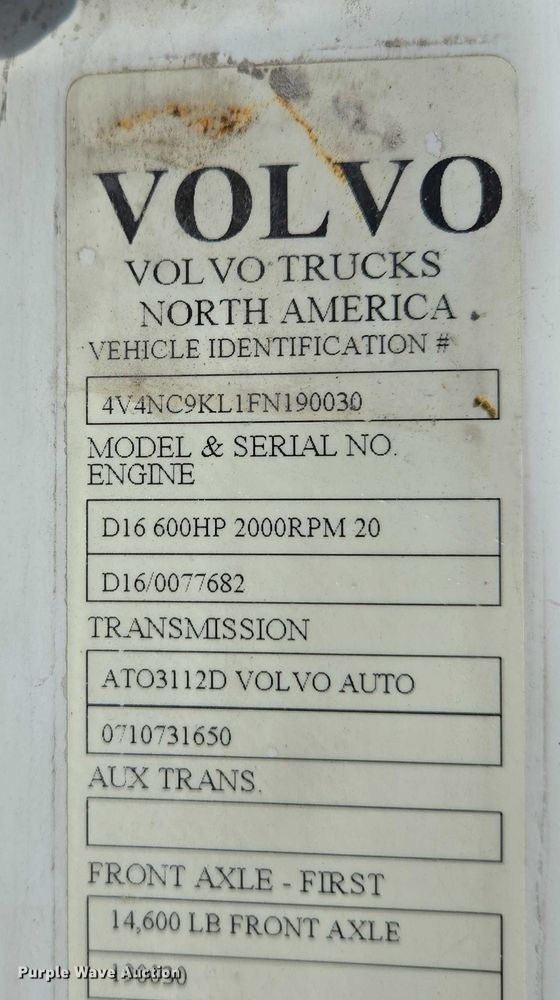 VOLVO
VOLVO TRUCKS
NORTH AMERICA
VEHICLE IDENTIFICATION #
4V4NC9KL1FN190030
MODEL & SERIAL NO.
ENGINE
D16 600HP 2000RPM 20
D16/0077682
TRANSMISSION
ATO3112D VOLVO AUTO
0710731650
AUX TRANS.
FRONT AXLE - FIRST
14,600 LB FRONT AXLE
Purple Wave Auction